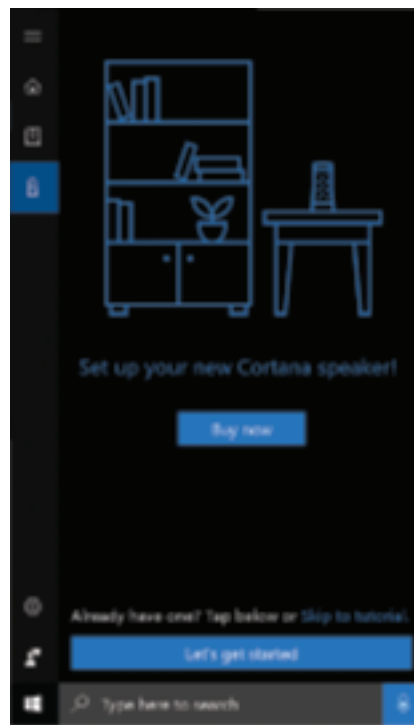 Set up your new Cortana speaker!
Buy now
Already have one? Tap below or Skip to tutorial.
Let's get started
Type here to search